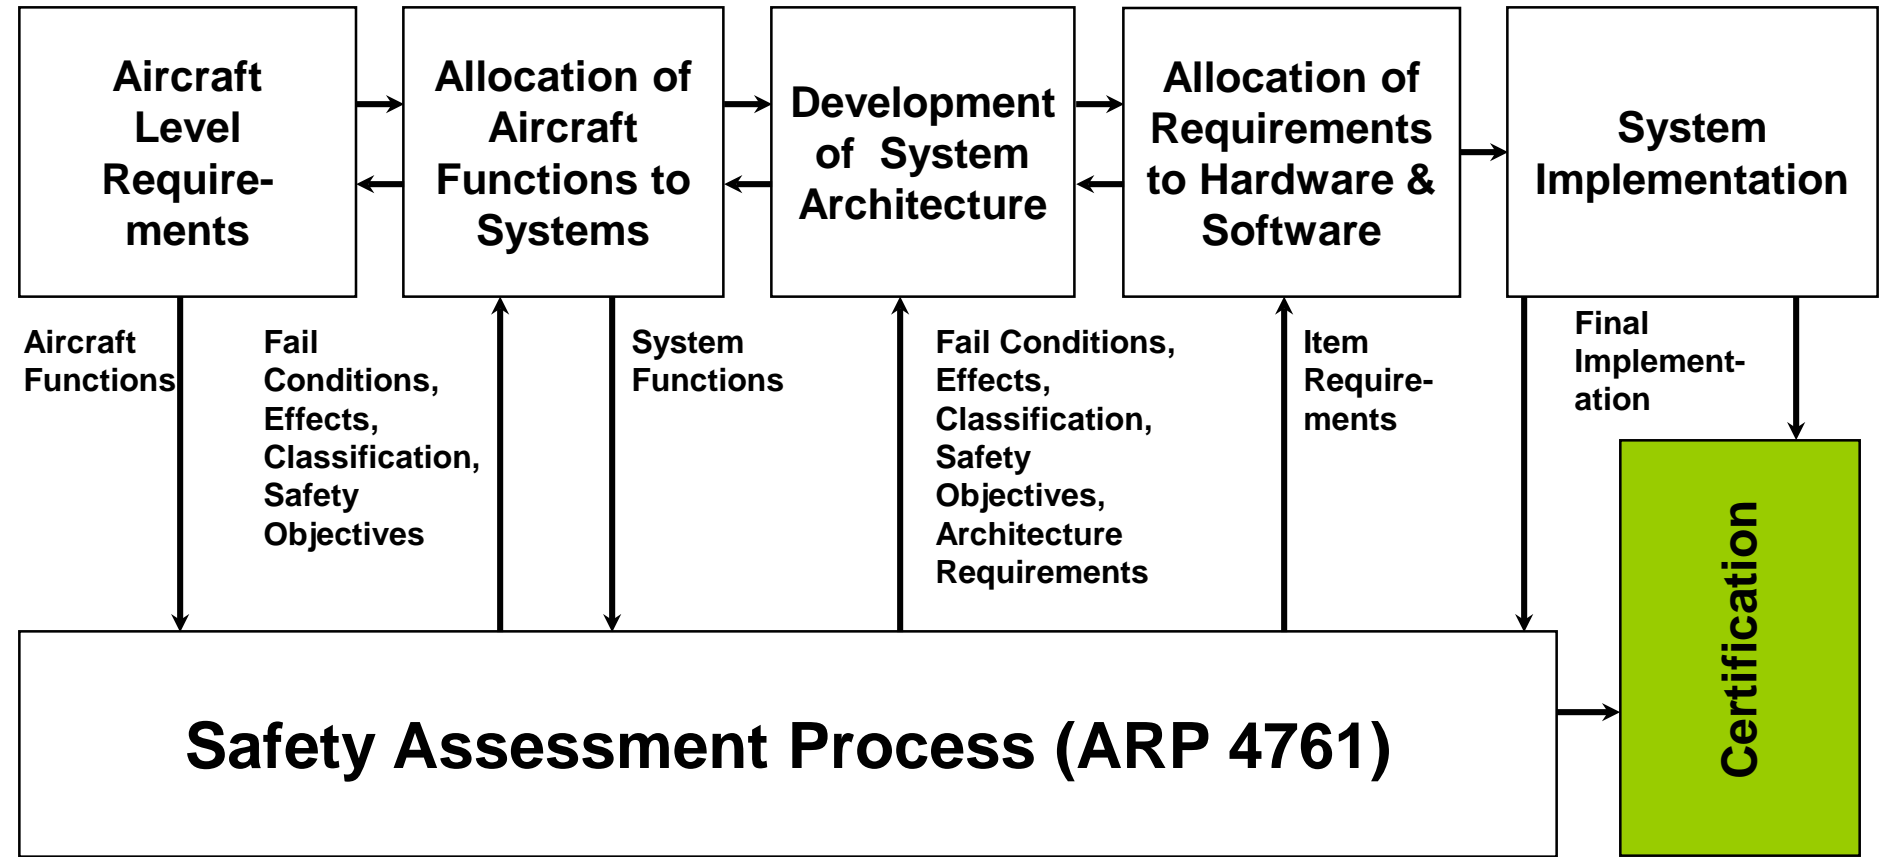 Aircraft
Level
Require-
ments
Allocation of
Aircraft
Functions to
Systems
Development
of System
Architecture
Allocation of
Requirements
to Hardware &
Software
System
Implementation
Aircraft
Functions
Fail
Conditions,
Effects,
Classification,
Safety
Objectives
System
Functions
Fail Conditions,
Effects,
Classification,
Safety
Objectives,
Architecture
Requirements
Item
Require-
ments
Final
Implement-
ation
Safety Assessment Process (ARP 4761)
Certification